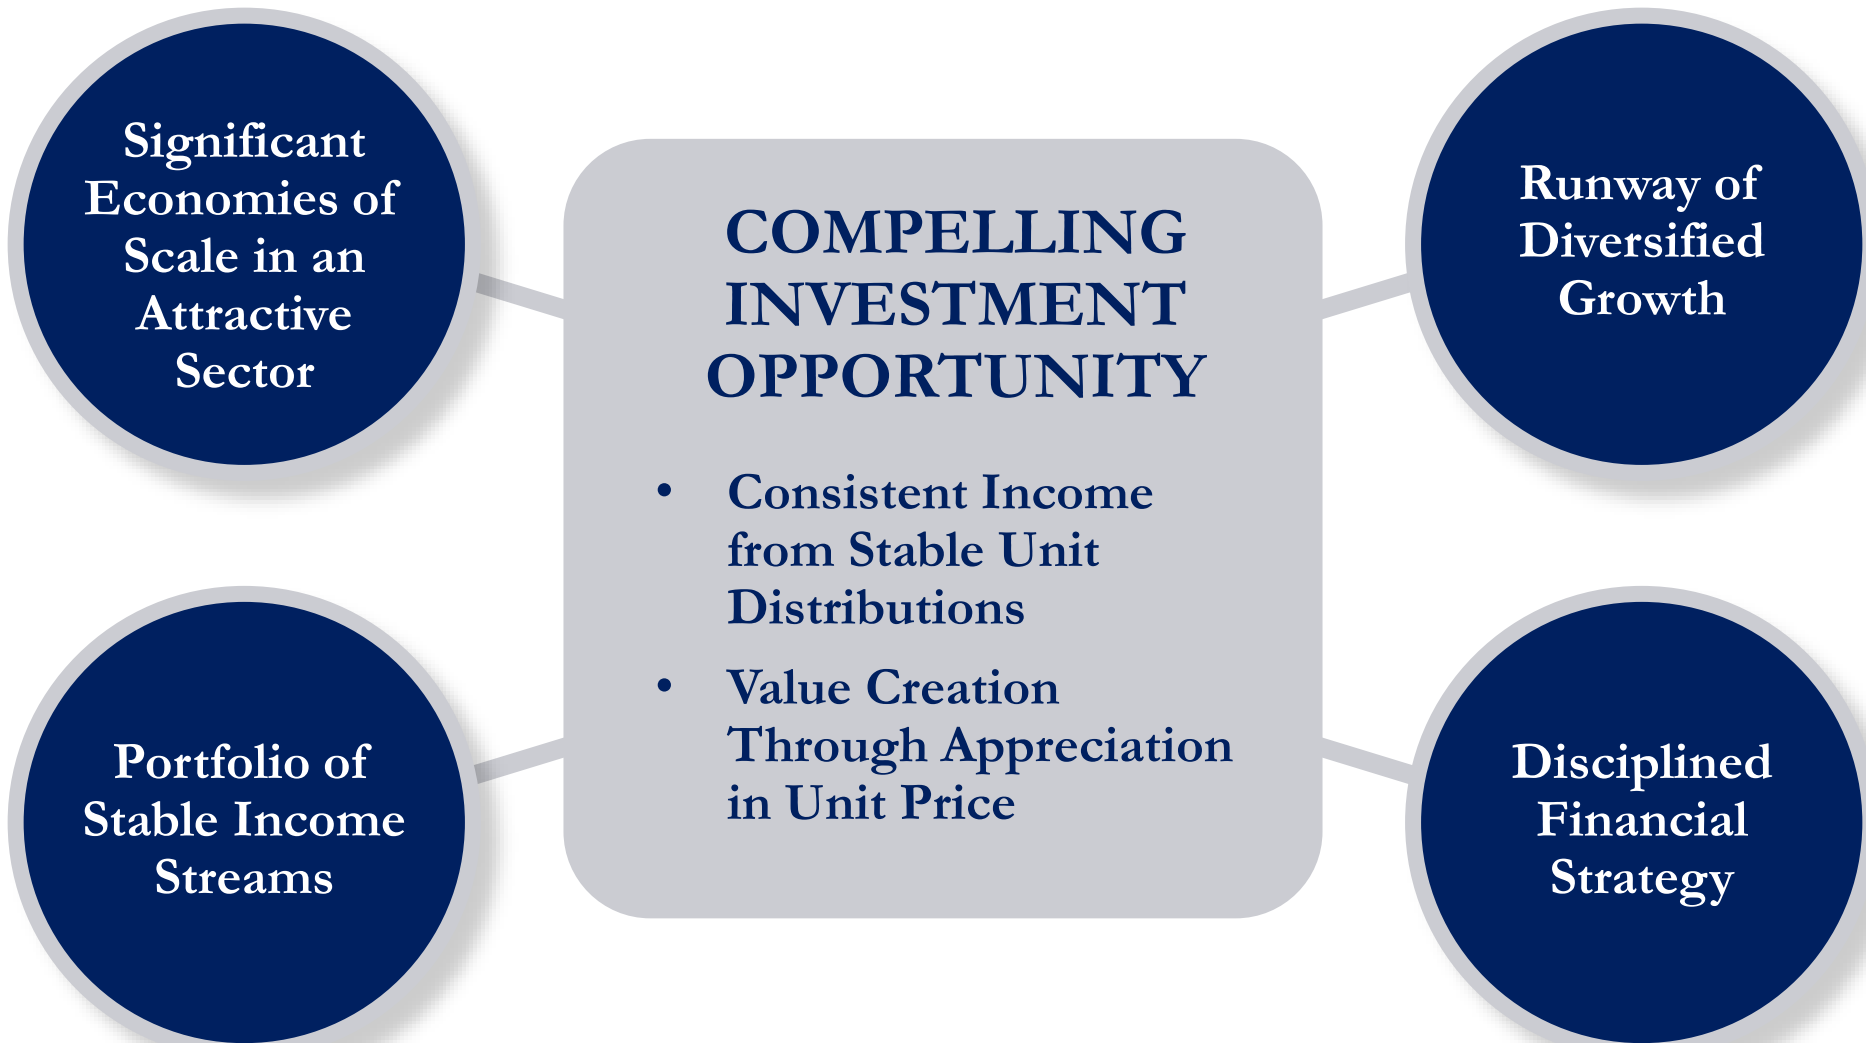 Significant
Economies of
Scale in an
Attractive
Sector
COMPELLING
INVESTMENT
OPPORTUNITY
• Consistent Income
from Stable Unit
Distributions
• Value Creation
Through Appreciation
in Unit Price
Runway of
Diversified
Growth
Portfolio of
Stable Income
Streams
Disciplined
Financial
Strategy